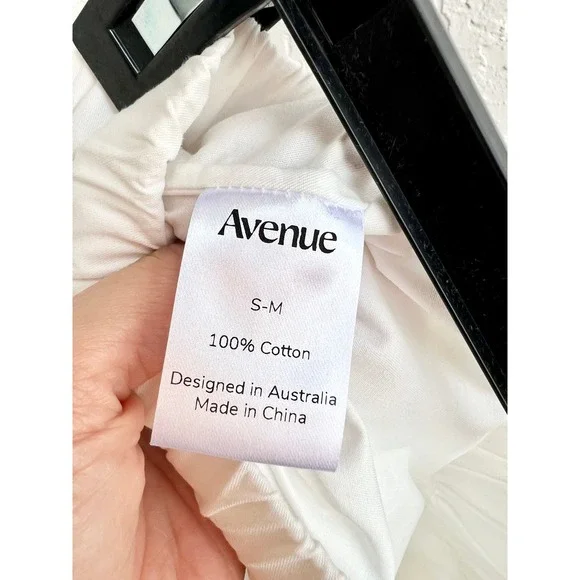 Avenue
S-M
100% Cotton
Designed in Australia
Made in China